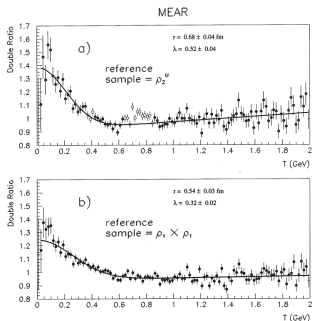 MEAR
Double Ratio
1.7
1.6
1.5
1.4
1.3
1.2
1.1
1
0.9
0.8
a)
r = 0.68 ± 0.04 fm
λ = 0.52 ± 0.04
reference
sample = ρ₂ᵁ
0 0.2 0.4 0.6 0.8 1 1.2 1.4 1.6 1.8 2
T (GeV)
Double Ratio
1.7
1.6
1.5
1.4
1.3
1.2
1.1
1
0.9
0.8
b)
r = 0.54 ± 0.03 fm
λ = 0.32 ± 0.02
reference
sample = ρ₁ × ρ₁
0 0.2 0.4 0.6 0.8 1 1.2 1.4 1.6 1.8 2
T (GeV)